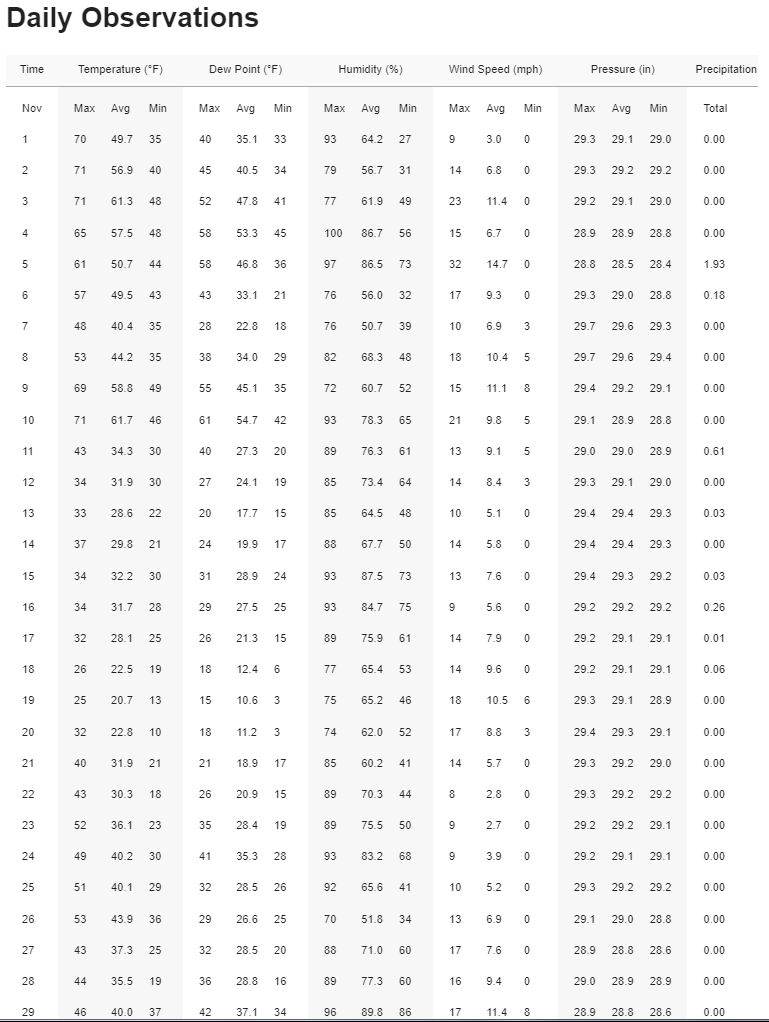 Daily Observations
Time Temperature (°F) Dew Point (°F) Humidity (%) Wind Speed (mph) Pressure (in) Precipitation
Nov Max Avg Min Max Avg Min Max Avg Min Max Avg Min Max Avg Min Total
1 70 49.7 35 40 35.1 33 93 64.2 27 9 3.0 0 29.3 29.1 29.0 0.00
2 71 56.9 40 45 40.5 34 79 56.7 31 14 6.8 0 29.3 29.2 29.2 0.00
3 71 61.3 48 52 47.8 41 77 61.9 49 23 11.4 0 29.2 29.1 29.0 0.00
4 65 57.5 48 58 53.3 45 100 86.7 56 15 6.7 0 28.9 28.9 28.8 0.00
5 61 50.7 44 58 46.8 36 97 86.5 73 32 14.7 0 28.8 28.5 28.4 1.93
6 57 49.5 43 43 33.1 21 76 56.0 32 17 9.3 0 29.3 29.0 28.8 0.18
7 48 40.4 35 28 22.8 18 76 50.7 39 10 6.9 3 29.7 29.6 29.3 0.00
8 53 44.2 35 38 34.0 29 82 68.3 48 18 10.4 5 29.7 29.6 29.4 0.00
9 69 58.8 49 55 45.1 35 72 60.7 52 15 11.1 8 29.4 29.2 29.1 0.00
10 71 61.7 46 61 54.7 42 93 78.3 65 21 9.8 5 29.1 28.9 28.8 0.00
11 43 34.3 30 40 27.3 20 89 76.3 61 13 9.1 5 29.0 29.0 28.9 0.61
12 34 31.9 30 27 24.1 19 85 73.4 64 14 8.4 3 29.3 29.1 29.0 0.00
13 33 28.6 22 20 17.7 15 85 64.5 48 10 5.1 0 29.4 29.4 29.3 0.03
14 37 29.8 21 24 19.9 17 88 67.7 50 14 5.8 0 29.4 29.4 29.3 0.00
15 34 32.2 30 31 28.9 24 93 87.5 73 13 7.6 0 29.4 29.3 29.2 0.03
16 34 31.7 28 29 27.5 25 93 84.7 75 9 5.6 0 29.2 29.2 29.2 0.26
17 32 28.1 25 26 21.3 15 89 75.9 61 14 7.9 0 29.2 29.1 29.1 0.01
18 26 22.5 19 18 12.4 6 77 65.4 53 14 9.6 0 29.2 29.1 29.1 0.06
19 25 20.7 13 15 10.6 3 75 65.2 46 18 10.5 6 29.3 29.1 28.9 0.00
20 32 22.8 10 18 11.2 3 74 62.0 52 17 8.8 3 29.4 29.3 29.1 0.00
21 40 31.9 21 21 18.9 17 85 60.2 41 14 5.7 0 29.3 29.2 29.0 0.00
22 43 30.3 18 26 20.9 15 89 70.3 44 8 2.8 0 29.3 29.2 29.2 0.00
23 52 36.1 23 35 28.4 19 89 75.5 50 9 2.7 0 29.2 29.2 29.1 0.00
24 49 40.2 30 41 35.3 28 93 83.2 68 9 3.9 0 29.2 29.1 29.1 0.00
25 51 40.1 29 32 28.5 26 92 65.6 41 10 5.2 0 29.3 29.2 29.2 0.00
26 53 43.9 36 29 26.6 25 70 51.8 34 13 6.9 0 29.1 29.0 28.8 0.00
27 43 37.3 25 32 28.5 20 88 71.0 60 17 7.6 0 28.9 28.8 28.6 0.00
28 44 35.5 19 36 28.8 16 89 77.3 60 16 9.4 0 29.0 28.9 28.9 0.00
29 46 40.0 37 42 37.1 34 96 89.8 86 17 11.4 8 28.9 28.8 28.6 0.00